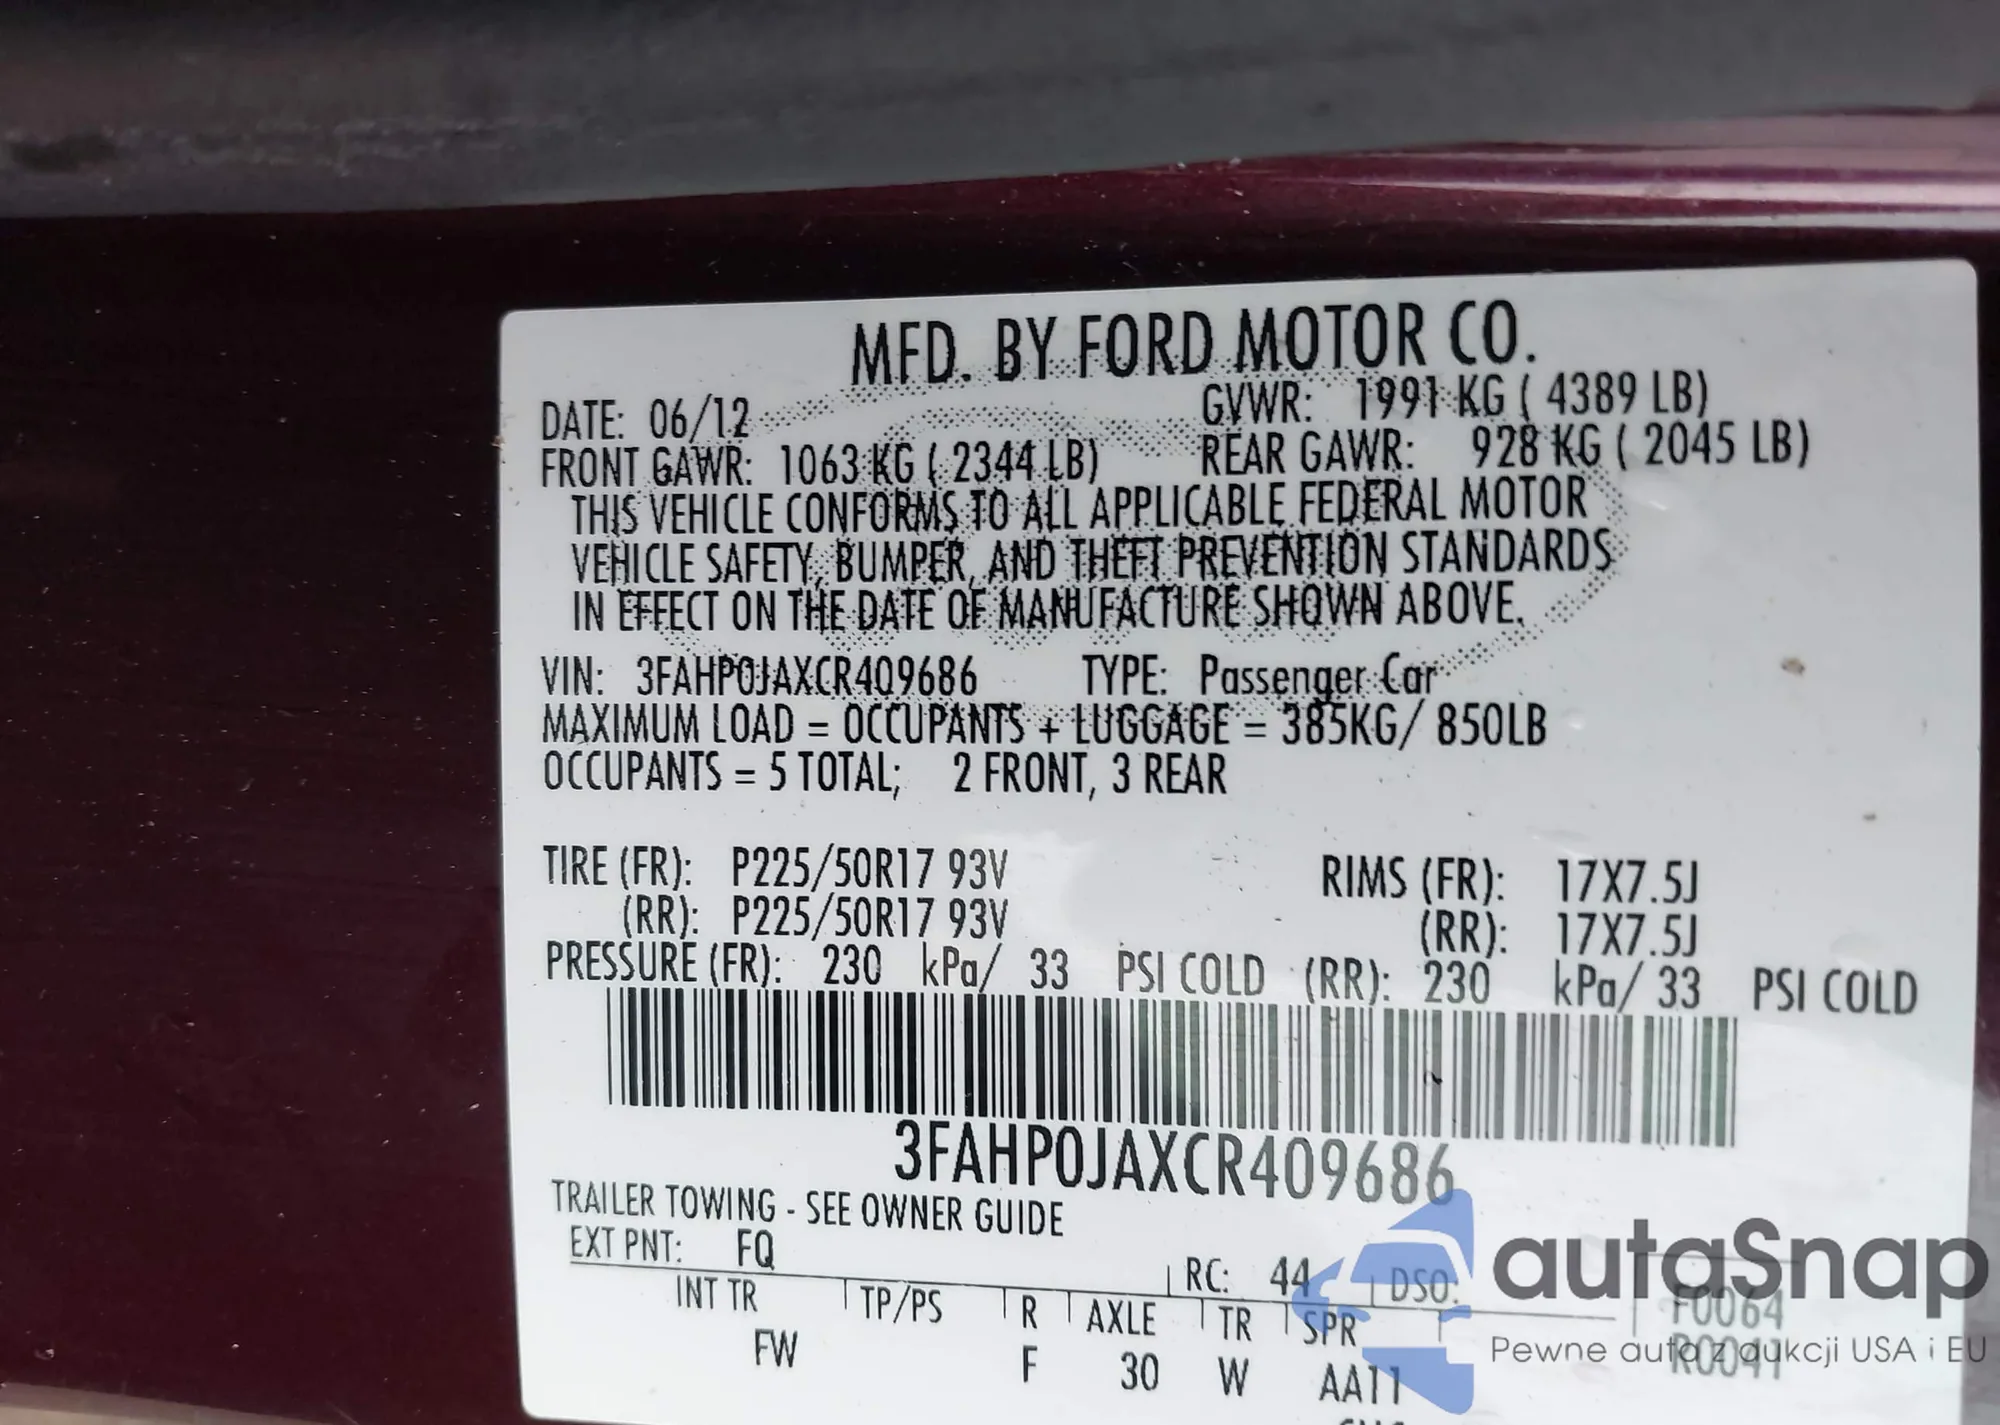 MFD. BY FORD MOTOR CO.
DATE: 06/12 GVWR: 1991 KG ( 4389 LB)
FRONT GAWR: 1063 KG ( 2344 LB) REAR GAWR: 928 KG ( 2045 LB)
THIS VEHICLE CONFORMS TO ALL APPLICABLE FEDERAL MOTOR
VEHICLE SAFETY, BUMPER, AND THEFT PREVENTION STANDARDS
IN EFFECT ON THE DATE OF MANUFACTURE SHOWN ABOVE.
VIN: 3FAHP0JAXCR409686 TYPE: Passenger Car
MAXIMUM LOAD = OCCUPANTS + LUGGAGE = 385KG/ 850LB
OCCUPANTS = 5 TOTAL; 2 FRONT, 3 REAR
TIRE (FR): P225/50R17 93V RIMS (FR): 17X7.5J
(RR): P225/50R17 93V (RR): 17X7.5J
PRESSURE (FR): 230 kPa/ 33 PSI COLD (RR): 230 kPa/ 33 PSI COLD
3FAHP0JAXCR409686
TRAILER TOWING - SEE OWNER GUIDE
EXT PNT: FQ RC: 44 DSO: F0064
INT TR TP/PS R AXLE TR SPR R0041
FW F 30 W AA11
autaSnap
Pewne auta z aukcji USA i EU